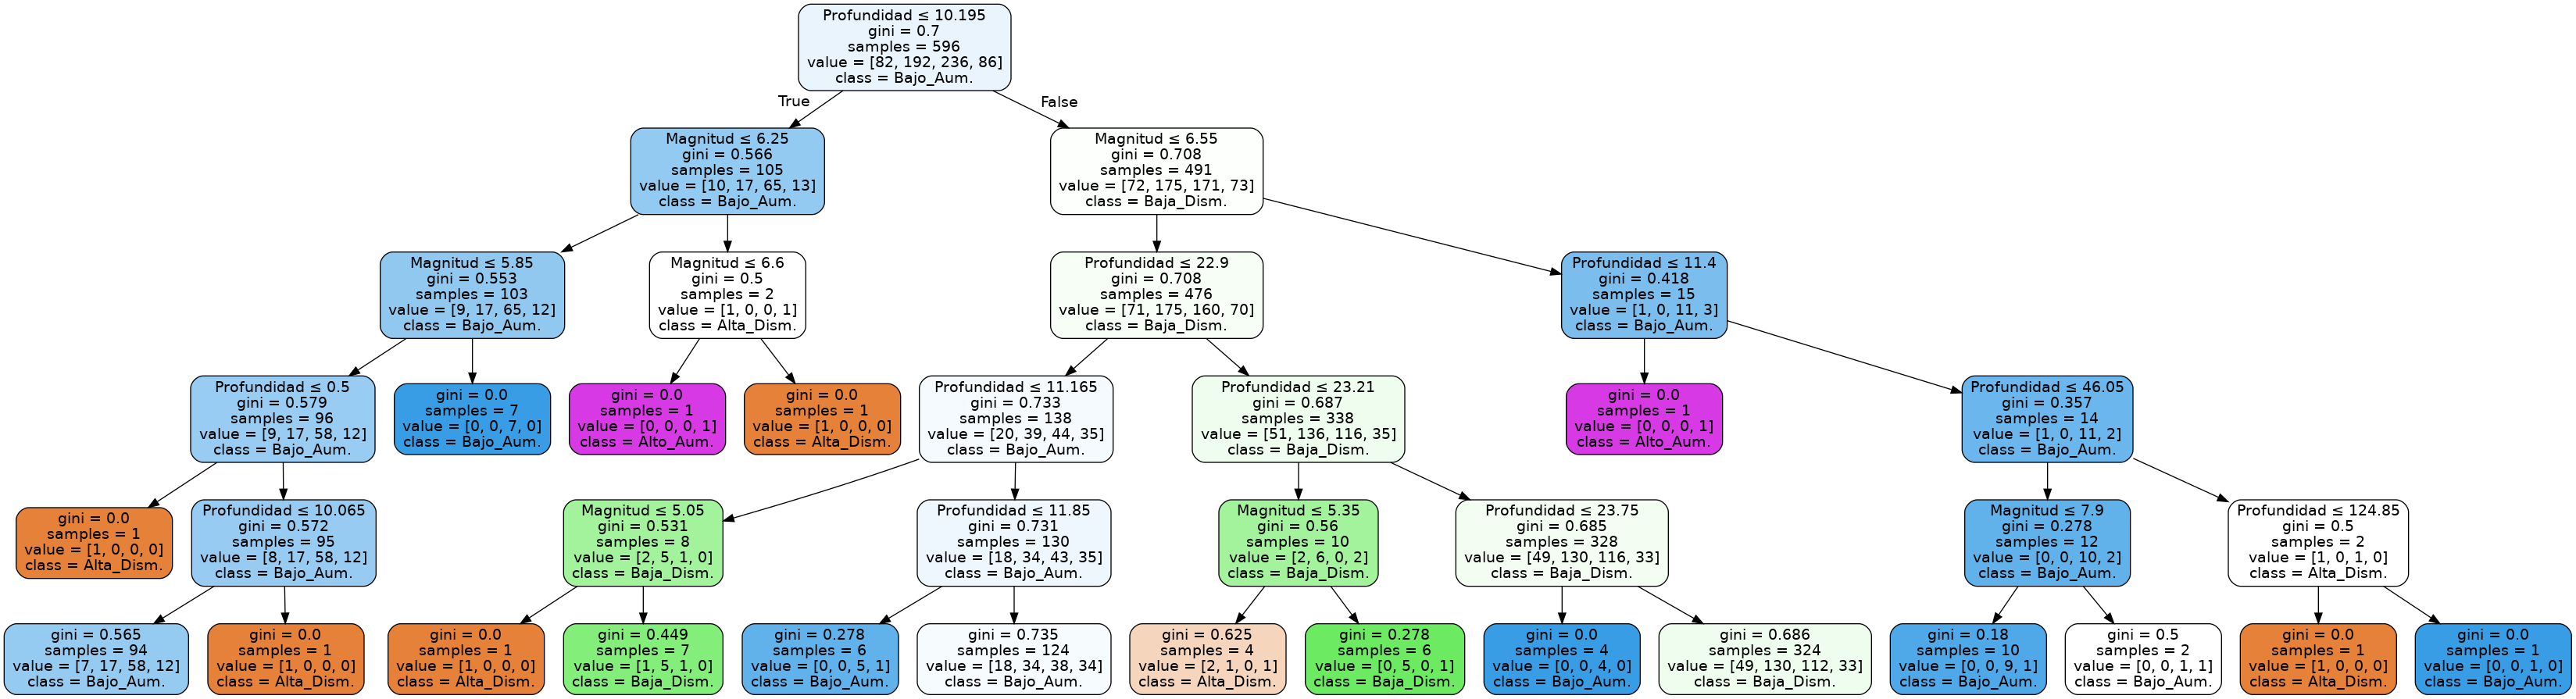 Profundidad ≤ 10.195
gini = 0.7
samples = 596
value = [82, 192, 236, 86]
class = Bajo_Aum.
True
False
Magnitud ≤ 6.25
gini = 0.566
samples = 105
value = [10, 17, 65, 13]
class = Bajo_Aum.
Magnitud ≤ 6.55
gini = 0.708
samples = 491
value = [72, 175, 171, 73]
class = Baja_Dism.
Magnitud ≤ 5.85
gini = 0.553
samples = 103
value = [9, 17, 65, 12]
class = Bajo_Aum.
Magnitud ≤ 6.6
gini = 0.5
samples = 2
value = [1, 0, 0, 1]
class = Alta_Dism.
Profundidad ≤ 22.9
gini = 0.708
samples = 476
value = [71, 175, 160, 70]
class = Baja_Dism.
Profundidad ≤ 11.4
gini = 0.418
samples = 15
value = [1, 0, 11, 3]
class = Bajo_Aum.
Profundidad ≤ 0.5
gini = 0.579
samples = 96
value = [9, 17, 58, 12]
class = Bajo_Aum.
gini = 0.0
samples = 7
value = [0, 0, 7, 0]
class = Bajo_Aum.
gini = 0.0
samples = 1
value = [0, 0, 0, 1]
class = Alto_Aum.
gini = 0.0
samples = 1
value = [1, 0, 0, 0]
class = Alta_Dism.
Profundidad ≤ 11.165
gini = 0.733
samples = 138
value = [20, 39, 44, 35]
class = Bajo_Aum.
Profundidad ≤ 23.21
gini = 0.687
samples = 338
value = [51, 136, 116, 35]
class = Baja_Dism.
gini = 0.0
samples = 1
value = [0, 0, 0, 1]
class = Alto_Aum.
Profundidad ≤ 46.05
gini = 0.357
samples = 14
value = [1, 0, 11, 2]
class = Bajo_Aum.
gini = 0.0
samples = 1
value = [1, 0, 0, 0]
class = Alta_Dism.
Profundidad ≤ 10.065
gini = 0.572
samples = 95
value = [8, 17, 58, 12]
class = Bajo_Aum.
Magnitud ≤ 5.05
gini = 0.531
samples = 8
value = [2, 5, 1, 0]
class = Baja_Dism.
Profundidad ≤ 11.85
gini = 0.731
samples = 130
value = [18, 34, 43, 35]
class = Bajo_Aum.
Magnitud ≤ 5.35
gini = 0.56
samples = 10
value = [2, 6, 0, 2]
class = Baja_Dism.
Profundidad ≤ 23.75
gini = 0.685
samples = 328
value = [49, 130, 116, 33]
class = Baja_Dism.
Magnitud ≤ 7.9
gini = 0.278
samples = 12
value = [0, 0, 10, 2]
class = Bajo_Aum.
Profundidad ≤ 124.85
gini = 0.5
samples = 2
value = [1, 0, 1, 0]
class = Alta_Dism.
gini = 0.565
samples = 94
value = [7, 17, 58, 12]
class = Bajo_Aum.
gini = 0.0
samples = 1
value = [1, 0, 0, 0]
class = Alta_Dism.
gini = 0.0
samples = 1
value = [1, 0, 0, 0]
class = Alta_Dism.
gini = 0.449
samples = 7
value = [1, 5, 1, 0]
class = Baja_Dism.
gini = 0.278
samples = 6
value = [0, 0, 5, 1]
class = Bajo_Aum.
gini = 0.735
samples = 124
value = [18, 34, 38, 34]
class = Bajo_Aum.
gini = 0.625
samples = 4
value = [2, 1, 0, 1]
class = Alta_Dism.
gini = 0.278
samples = 6
value = [0, 5, 0, 1]
class = Baja_Dism.
gini = 0.0
samples = 4
value = [0, 0, 4, 0]
class = Bajo_Aum.
gini = 0.686
samples = 324
value = [49, 130, 112, 33]
class = Baja_Dism.
gini = 0.18
samples = 10
value = [0, 0, 9, 1]
class = Bajo_Aum.
gini = 0.5
samples = 2
value = [0, 0, 1, 1]
class = Bajo_Aum.
gini = 0.0
samples = 1
value = [1, 0, 0, 0]
class = Alta_Dism.
gini = 0.0
samples = 1
value = [0, 0, 1, 0]
class = Bajo_Aum.